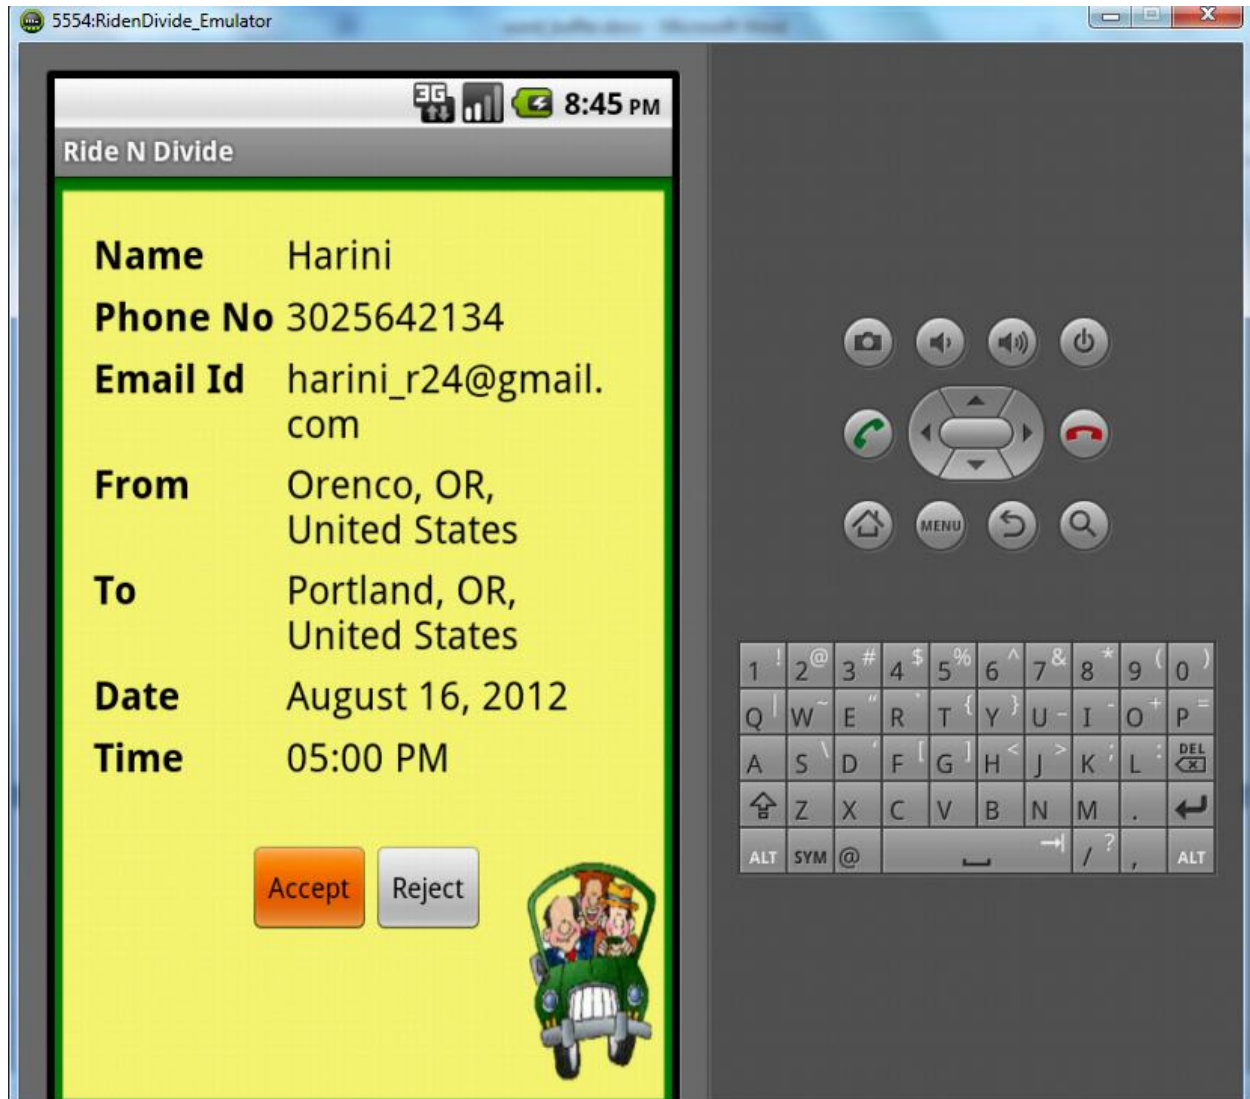 5554:RidenDivide_Emulator
3G 8:45 PM
Ride N Divide
Name Harini
Phone No 3025642134
Email Id harini_r24@gmail.
com
From Orenco, OR,
United States
To Portland, OR,
United States
Date August 16, 2012
Time 05:00 PM
Accept Reject
MENU
1 ! 2 @ 3 # 4 $ 5 % 6 ^ 7 & 8 * 9 ( 0 )
Q | W ~ E " R ` T { Y } U _ I - O + P =
A S \ D ' F [ G ] H < J > K ; L : DEL
Z X C V B N M .
ALT SYM @ / ? , ALT